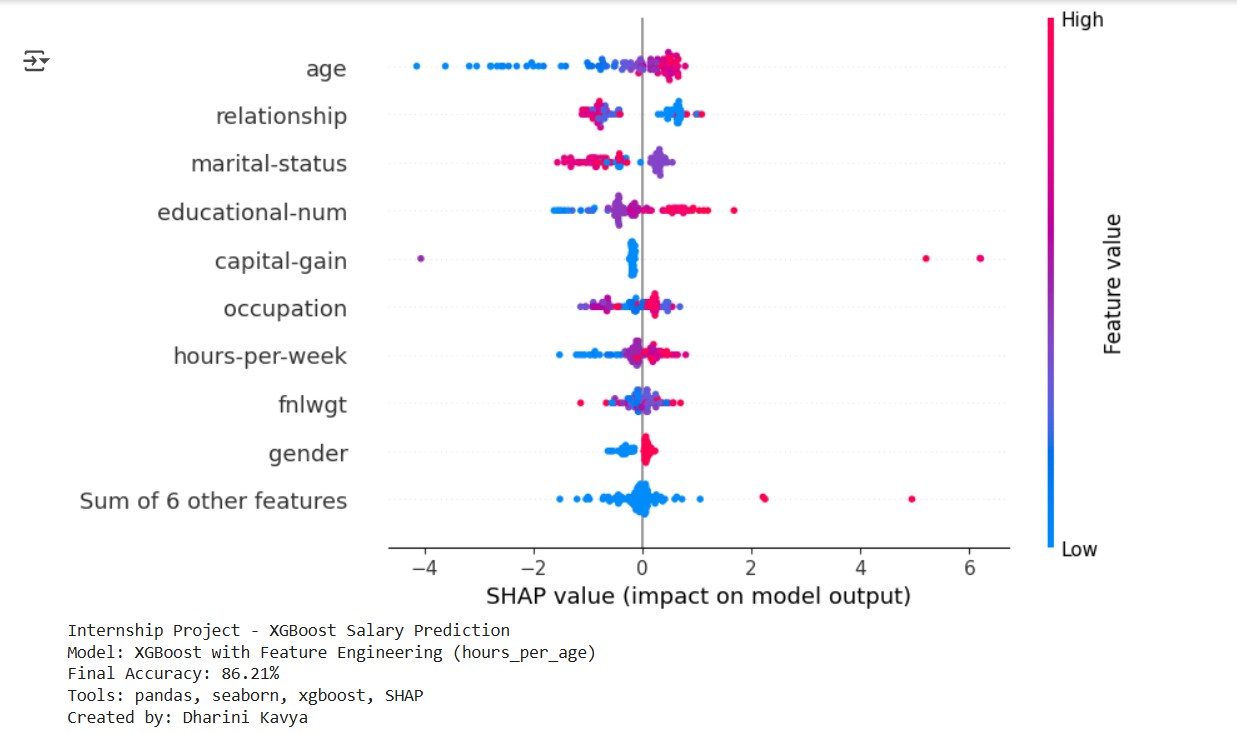 High
age
relationship
marital-status
educational-num
capital-gain
occupation
hours-per-week
fnlwgt
gender
Sum of 6 other features
Feature value
Low
−4 −2 0 2 4 6
SHAP value (impact on model output)
Internship Project - XGBoost Salary Prediction
Model: XGBoost with Feature Engineering (hours_per_age)
Final Accuracy: 86.21%
Tools: pandas, seaborn, xgboost, SHAP
Created by: Dharini Kavya